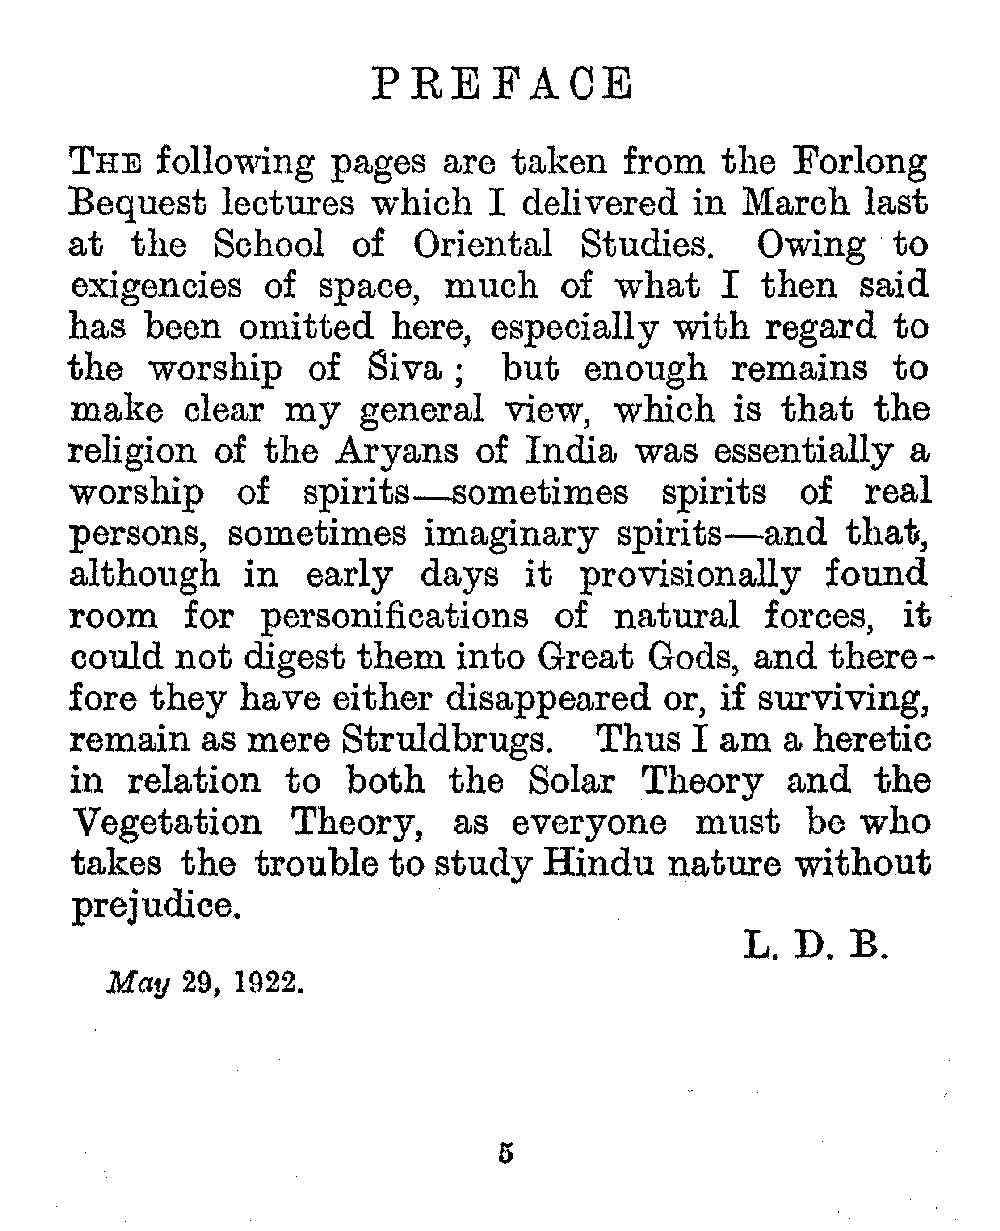 PREFACE
THE following pages are taken from the Forlong
Bequest lectures which I delivered in March last
at the School of Oriental Studies. Owing to
exigencies of space, much of what I then said
has been omitted here, especially with regard to
the worship of Śiva ; but enough remains to
make clear my general view, which is that the
religion of the Aryans of India was essentially a
worship of spirits—sometimes spirits of real
persons, sometimes imaginary spirits—and that,
although in early days it provisionally found
room for personifications of natural forces, it
could not digest them into Great Gods, and there-
fore they have either disappeared or, if surviving,
remain as mere Struldbrugs. Thus I am a heretic
in relation to both the Solar Theory and the
Vegetation Theory, as everyone must be who
takes the trouble to study Hindu nature without
prejudice.
L. D. B.
May 29, 1922.
5